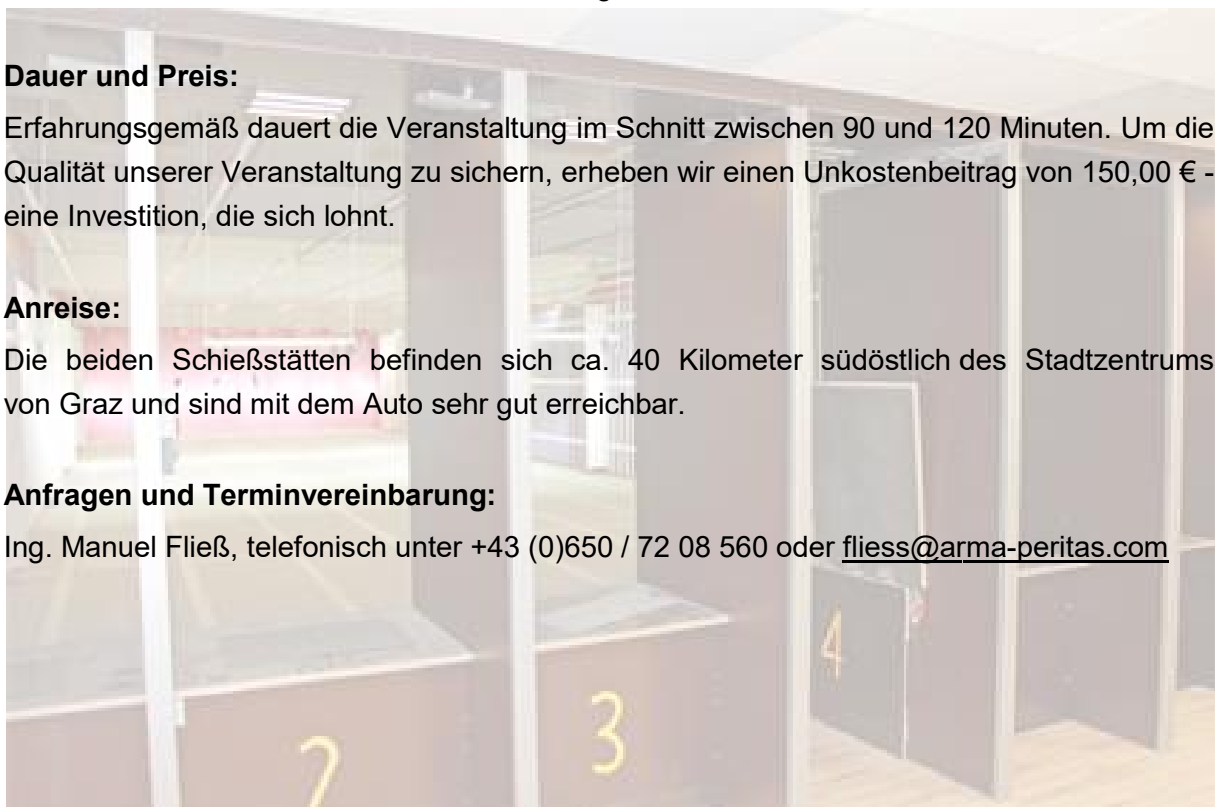 Dauer und Preis:
Erfahrungsgemäß dauert die Veranstaltung im Schnitt zwischen 90 und 120 Minuten. Um die
Qualität unserer Veranstaltung zu sichern, erheben wir einen Unkostenbeitrag von 150,00 € -
eine Investition, die sich lohnt.
Anreise:
Die beiden Schießstätten befinden sich ca. 40 Kilometer südöstlich des Stadtzentrums
von Graz und sind mit dem Auto sehr gut erreichbar.
Anfragen und Terminvereinbarung:
Ing. Manuel Fließ, telefonisch unter +43 (0)650 / 72 08 560 oder fliess@arma-peritas.com
4
3
2